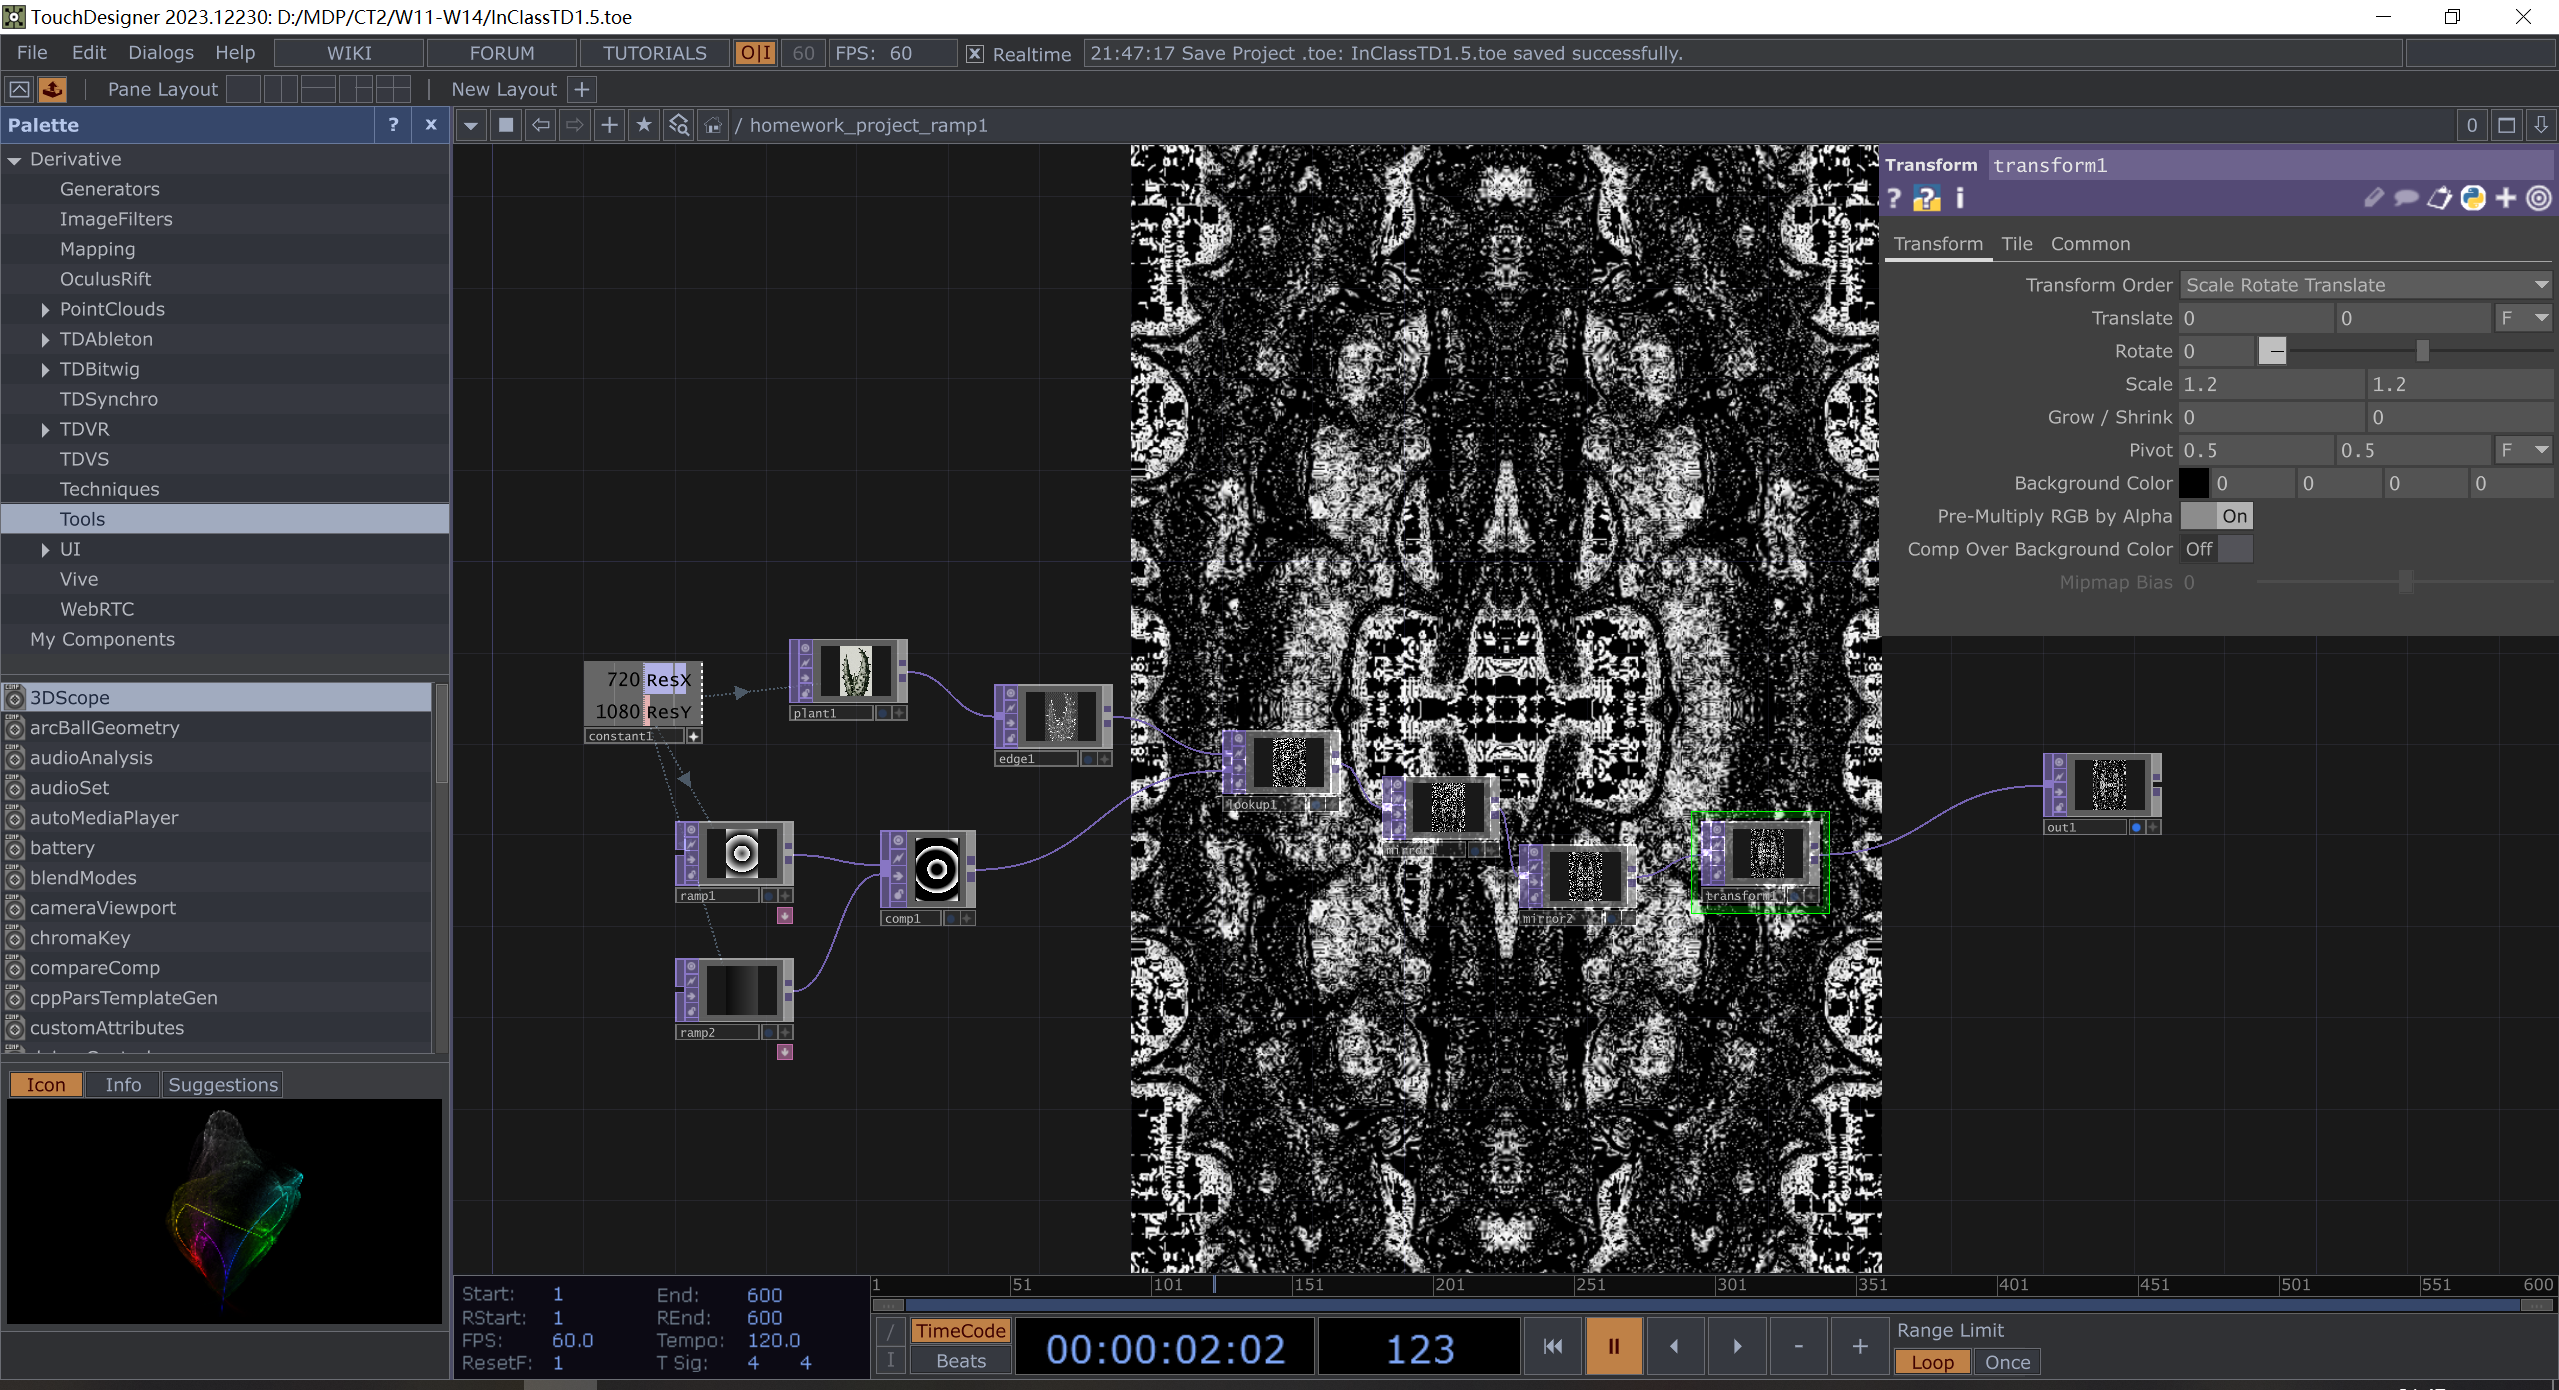 TouchDesigner 2023.12230: D:/MDP/CT2/W11-W14/InClassTD1.5.toe
File Edit Dialogs Help WIKI FORUM TUTORIALS O|I 60 FPS: 60 Realtime 21:47:17 Save Project .toe: InClassTD1.5.toe saved successfully.
Pane Layout New Layout +
Palette ? x
/ homework_project_ramp1 0
Derivative
Generators
ImageFilters
Mapping
OculusRift
PointClouds
TDAbleton
TDBitwig
TDSynchro
TDVR
TDVS
Techniques
Tools
UI
Vive
WebRTC
My Components
3DScope
arcBallGeometry
audioAnalysis
audioSet
autoMediaPlayer
battery
blendModes
cameraViewport
chromaKey
compareComp
cppParsTemplateGen
customAttributes
Icon Info Suggestions
720 ResX
1080 ResY
constant1
plant1
edge1
lookup1
mirror1
mirror2
transform1
out1
ramp1
comp1
ramp2
Transform transform1
? ? i
Transform Tile Common
Transform Order Scale Rotate Translate
Translate 0 0 F
Rotate 0
Scale 1.2 1.2
Grow / Shrink 0 0
Pivot 0.5 0.5 F
Background Color 0 0 0 0
Pre-Multiply RGB by Alpha On
Comp Over Background Color Off
Mipmap Bias 0
Start: 1 End: 600
RStart: 1 REnd: 600
FPS: 60.0 Tempo: 120.0
ResetF: 1 T Sig: 4 4
1 51 101 151 201 251 301 351 401 451 501 551 600
/ TimeCode
I Beats
00:00:02:02 123
- +
Range Limit
Loop Once